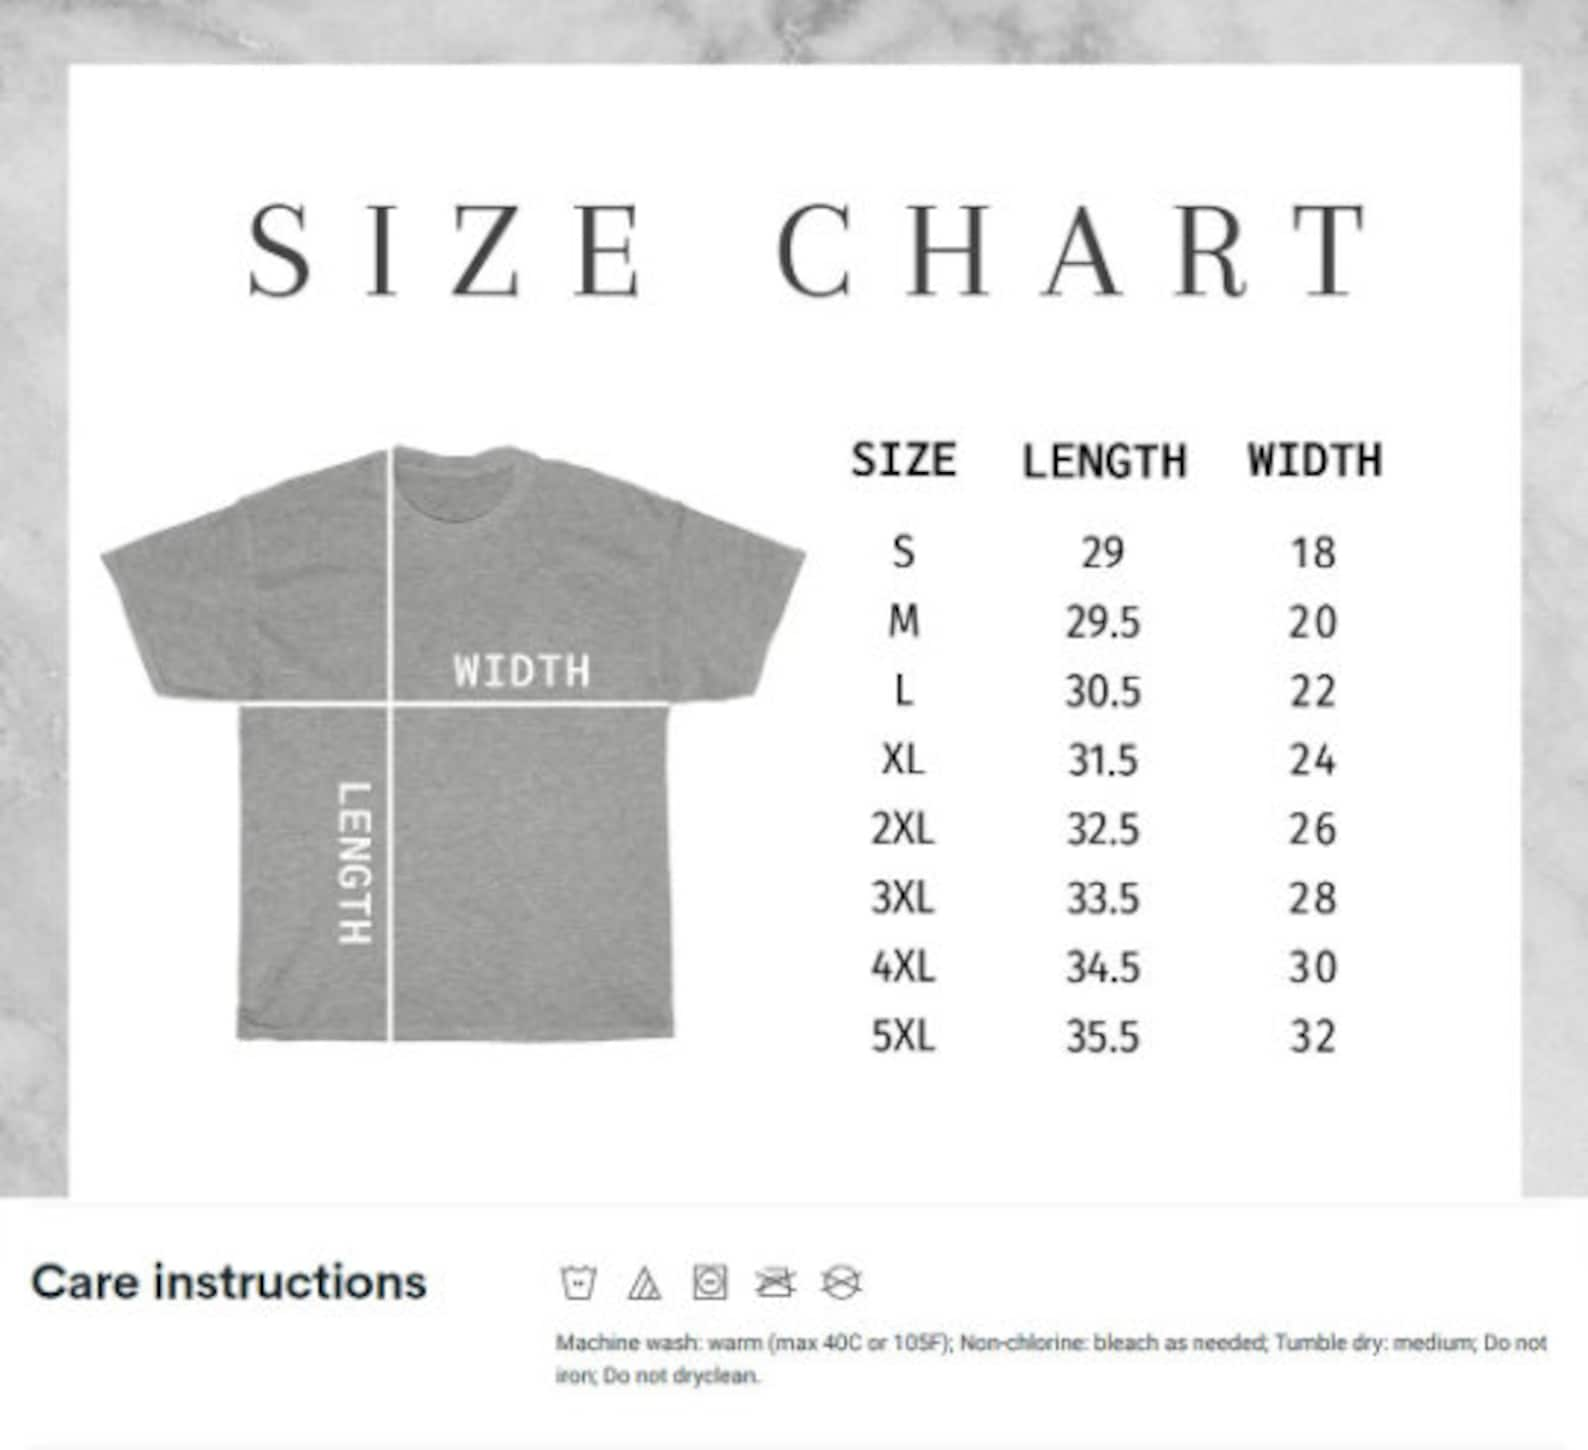 SIZE CHART
SIZE LENGTH WIDTH
S 29 18
M 29.5 20
L 30.5 22
XL 31.5 24
2XL 32.5 26
3XL 33.5 28
4XL 34.5 30
5XL 35.5 32
WIDTH
LENGTH
Care instructions
Machine wash: warm (max 40C or 105F); Non-chlorine: bleach as needed; Tumble dry: medium; Do not
iron; Do not dryclean.